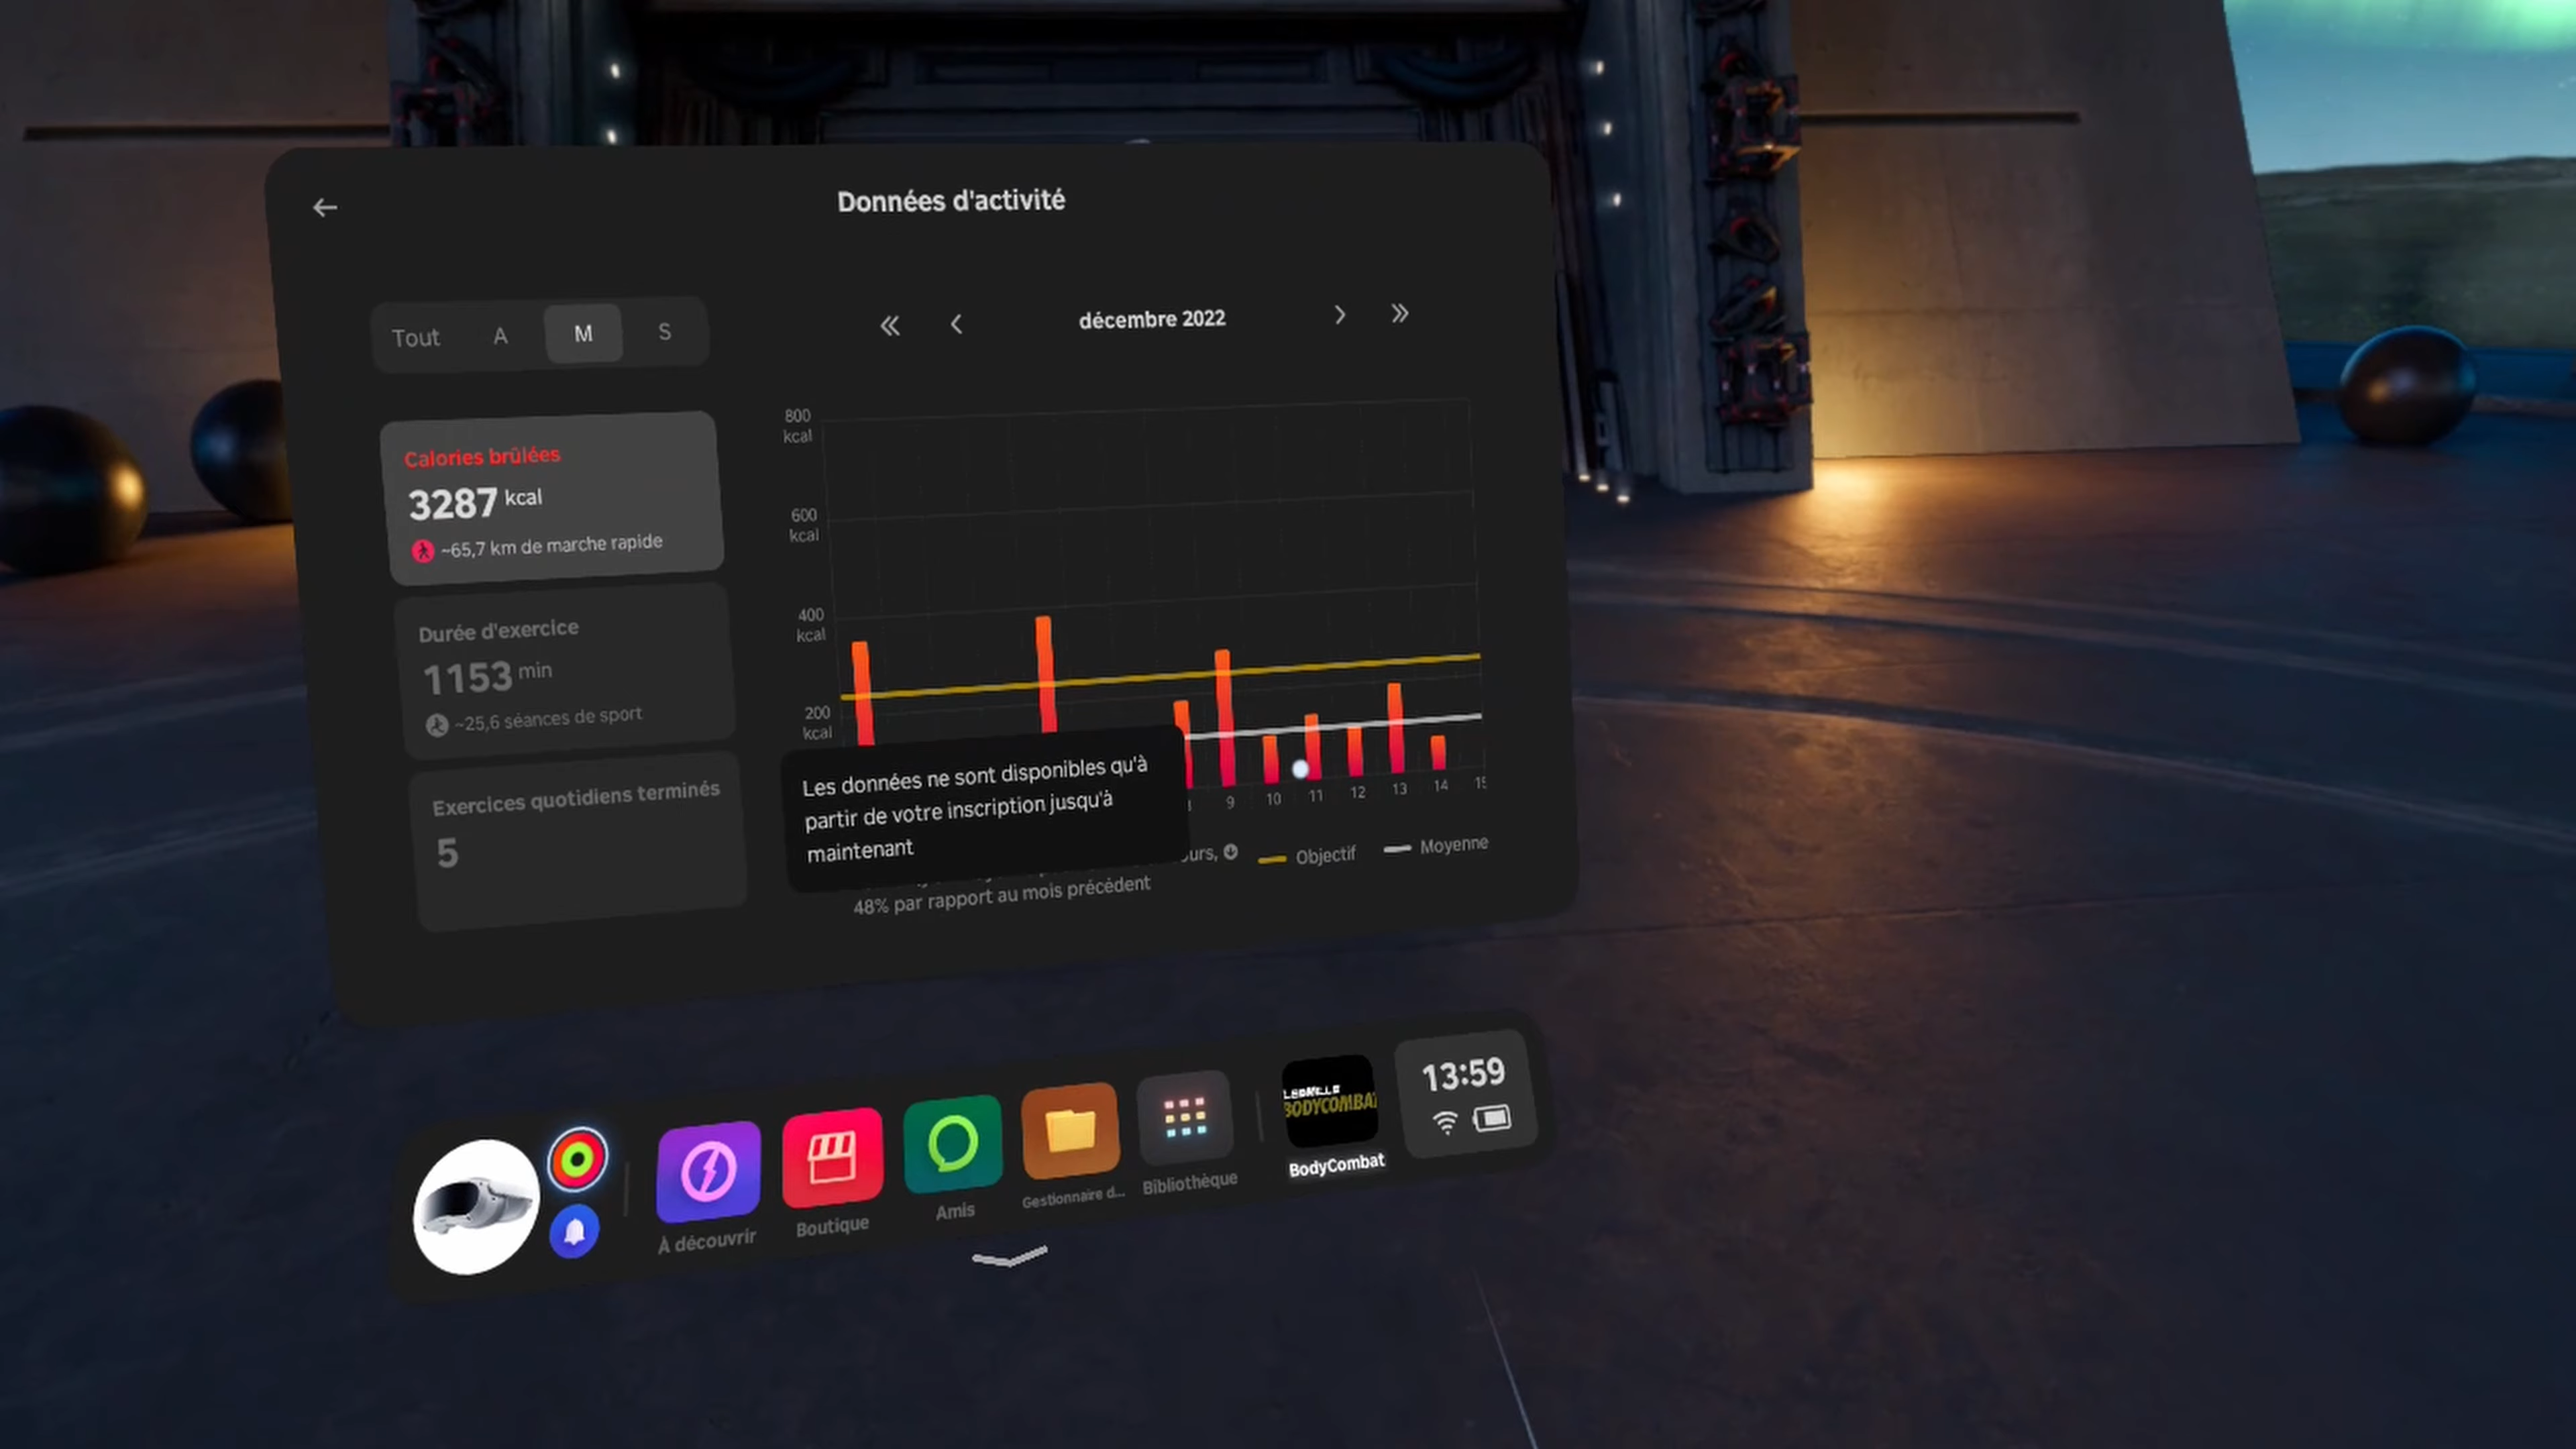 Données d'activité
Tout A M S
décembre 2022
Calories brûlées
3287 kcal
~65,7 km de marche rapide
Durée d'exercice
1153 min
~25,6 séances de sport
Exercices quotidiens terminés
5
800
kcal
600
kcal
400
kcal
200
kcal
9 10 11 12 13 14 15
Les données ne sont disponibles qu'à
partir de votre inscription jusqu'à
maintenant
48% par rapport au mois précédent
Objectif Moyenne
À découvrir
Boutique
Amis
Gestionnaire d...
Bibliothèque
BODYCOMBAT
BodyCombat
13:59